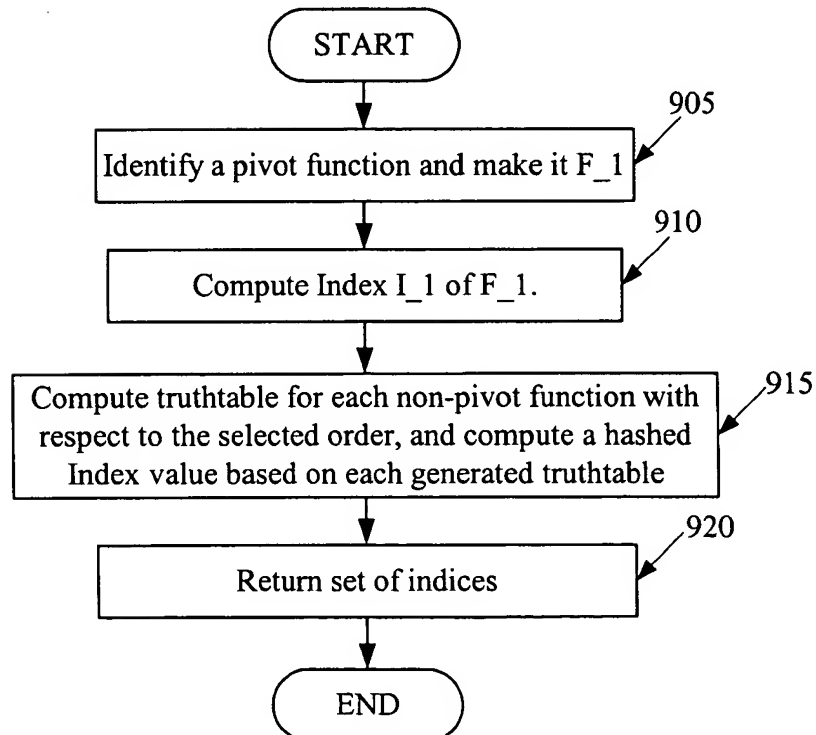 START
905
Identify a pivot function and make it F_1
910
Compute Index I_1 of F_1.
915
Compute truthtable for each non-pivot function with
respect to the selected order, and compute a hashed
Index value based on each generated truthtable
920
Return set of indices
END